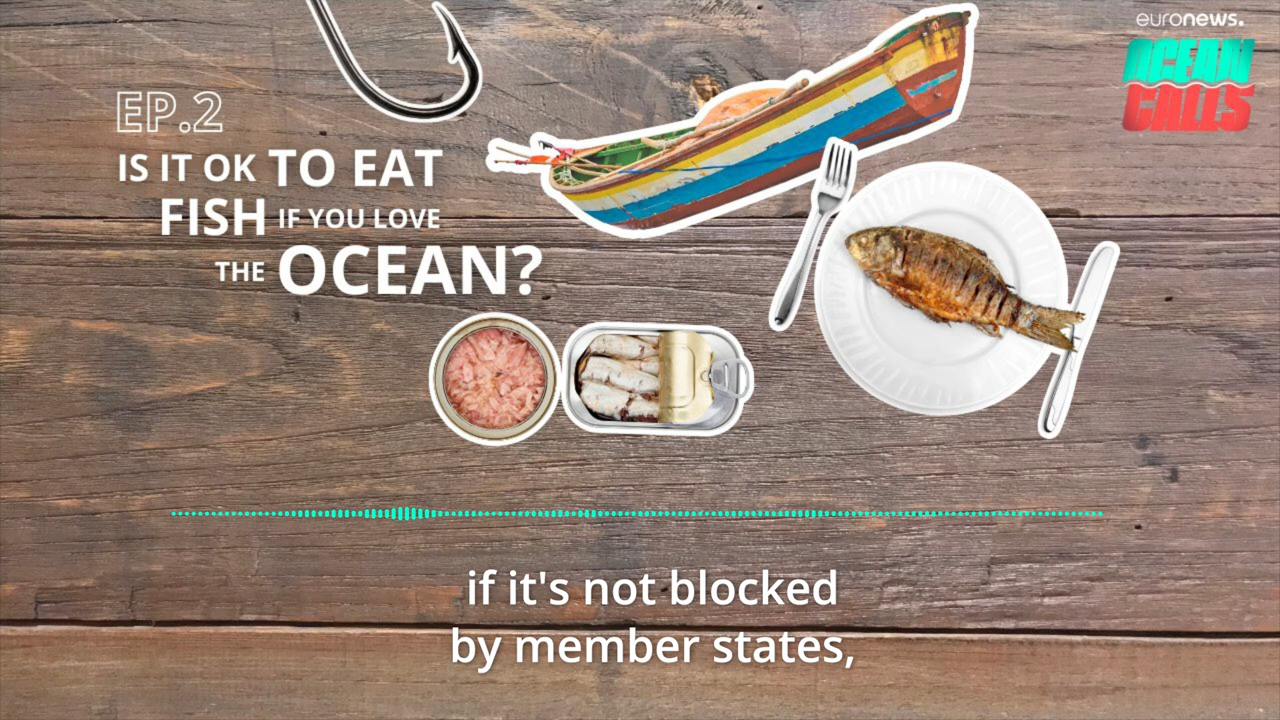 euronews.
OCEAN
CALLS
EP.2
IS IT OK TO EAT
FISH IF YOU LOVE
THE OCEAN?
if it's not blocked
by member states,